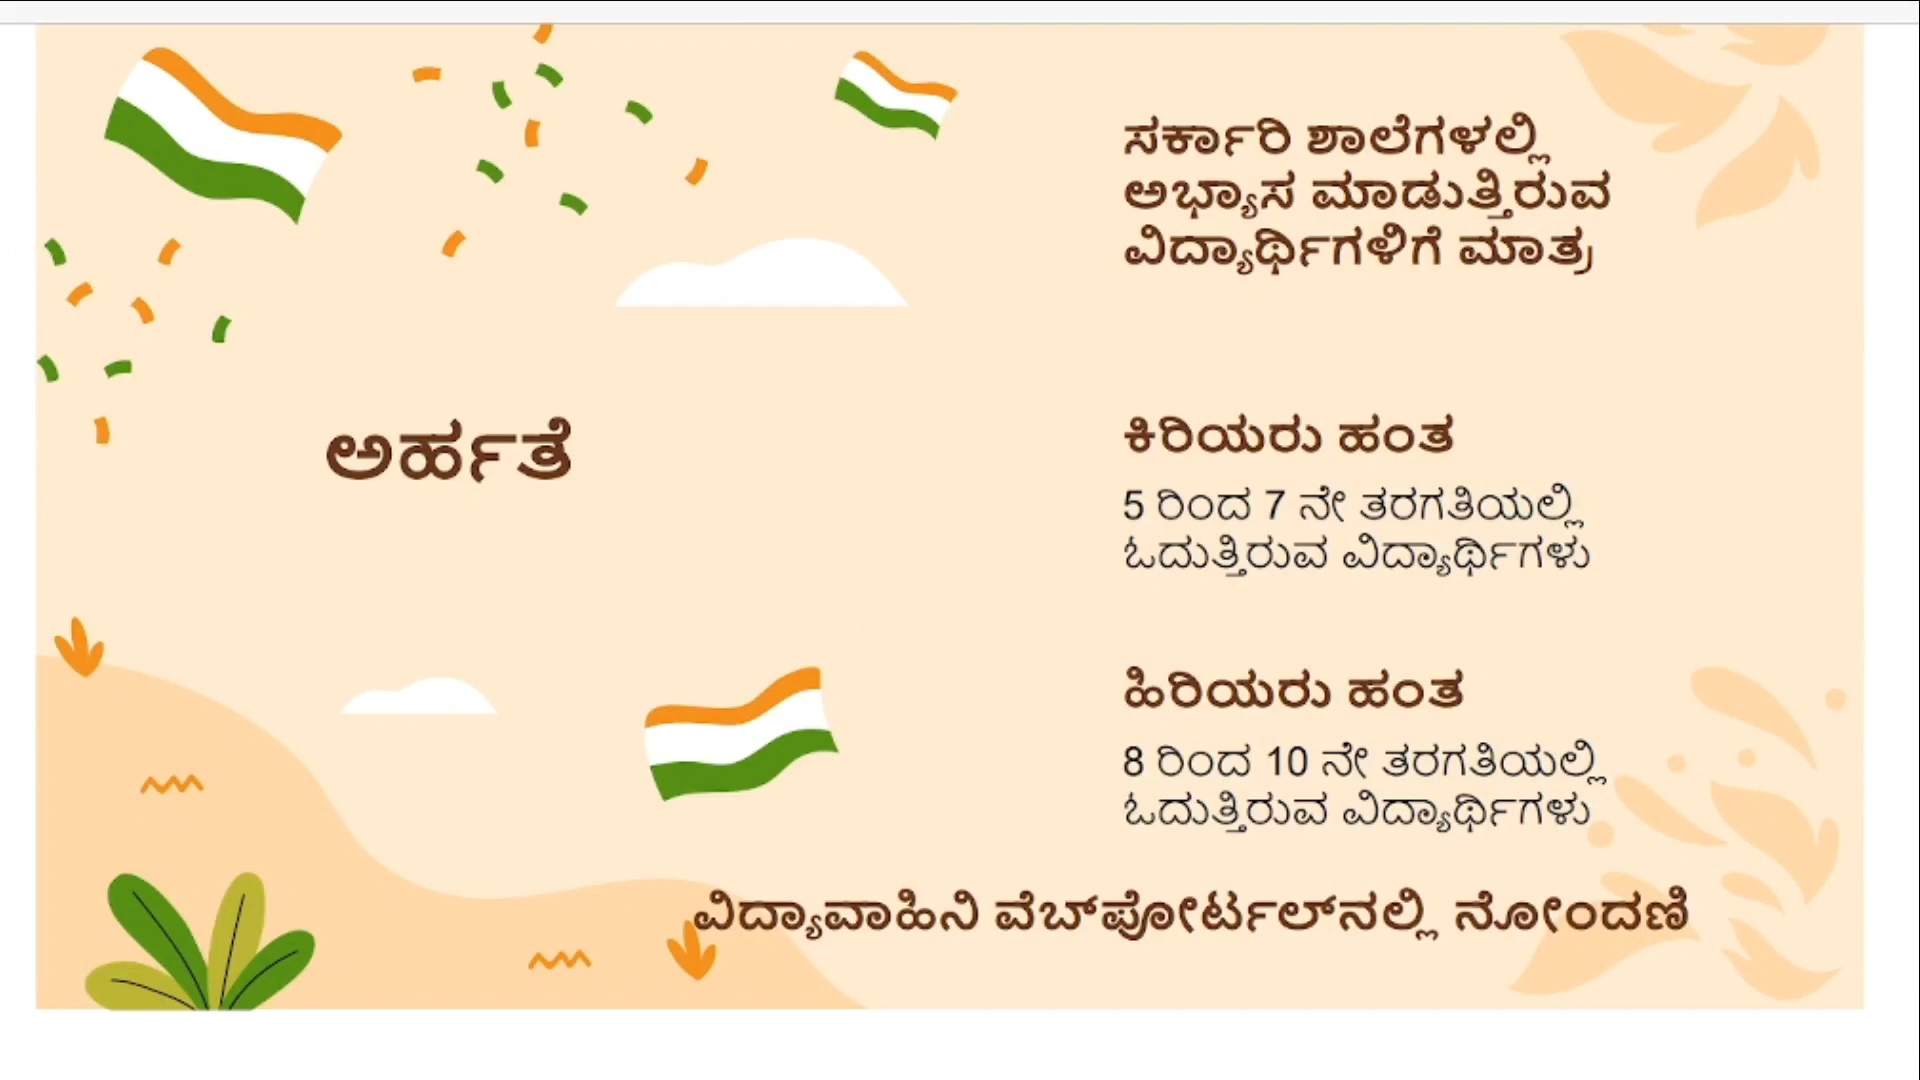 ಸರ್ಕಾರಿ ಶಾಲೆಗಳಲ್ಲಿ
ಅಭ್ಯಾಸ ಮಾಡುತ್ತಿರುವ
ವಿದ್ಯಾರ್ಥಿಗಳಿಗೆ ಮಾತ್ರ
ಅರ್ಹತೆ
ಕಿರಿಯರು ಹಂತ
5 ರಿಂದ 7 ನೇ ತರಗತಿಯಲ್ಲಿ
ಓದುತ್ತಿರುವ ವಿದ್ಯಾರ್ಥಿಗಳು
ಹಿರಿಯರು ಹಂತ
8 ರಿಂದ 10 ನೇ ತರಗತಿಯಲ್ಲಿ
ಓದುತ್ತಿರುವ ವಿದ್ಯಾರ್ಥಿಗಳು
ವಿದ್ಯಾವಾಹಿನಿ ವೆಬ್‌ಪೋರ್ಟಲ್‌ನಲ್ಲಿ ನೋಂದಣಿ